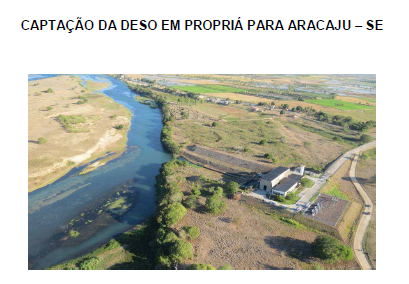 CAPTAÇÃO DA DESO EM PROPRIÁ PARA ARACAJU – SE